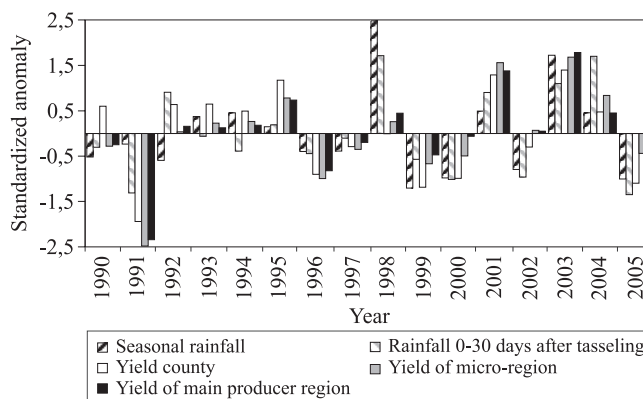 2,5
1,5
0,5
-0,5
-1,5
-2,5
Standardized anomaly
1990 1991 1992 1993 1994 1995 1996 1997 1998 1999 2000 2001 2002 2003 2004 2005
Year
Seasonal rainfall Rainfall 0-30 days after tasseling
Yield county Yield of micro-region
Yield of main producer region